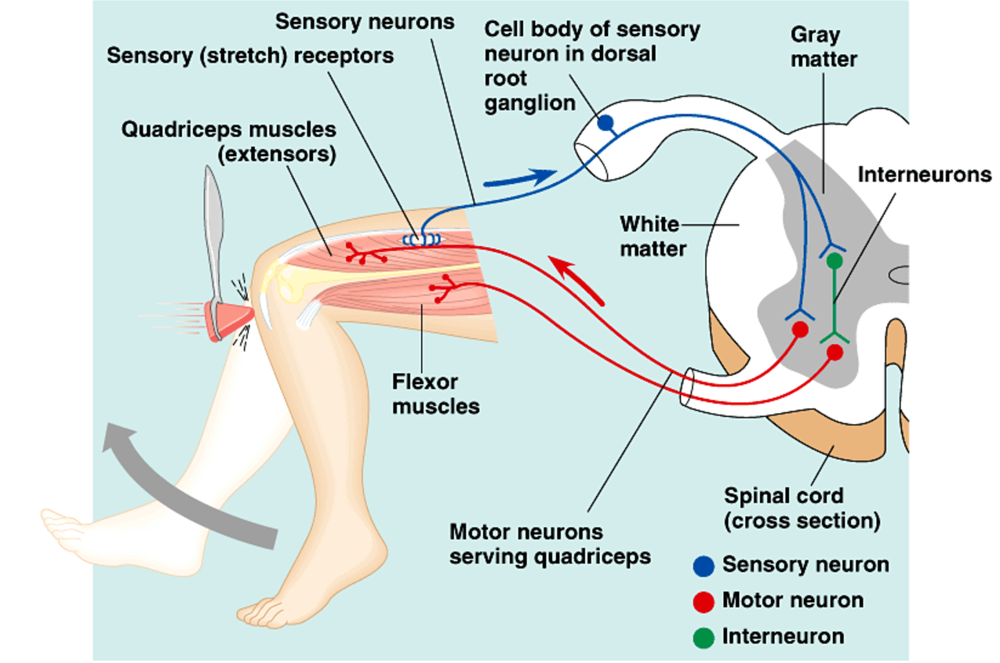 Sensory neurons
Sensory (stretch) receptors
Quadriceps muscles
(extensors)
Cell body of sensory
neuron in dorsal
root
ganglion
Gray
matter
Interneurons
White
matter
Flexor
muscles
Motor neurons
serving quadriceps
Spinal cord
(cross section)
Sensory neuron
Motor neuron
Interneuron